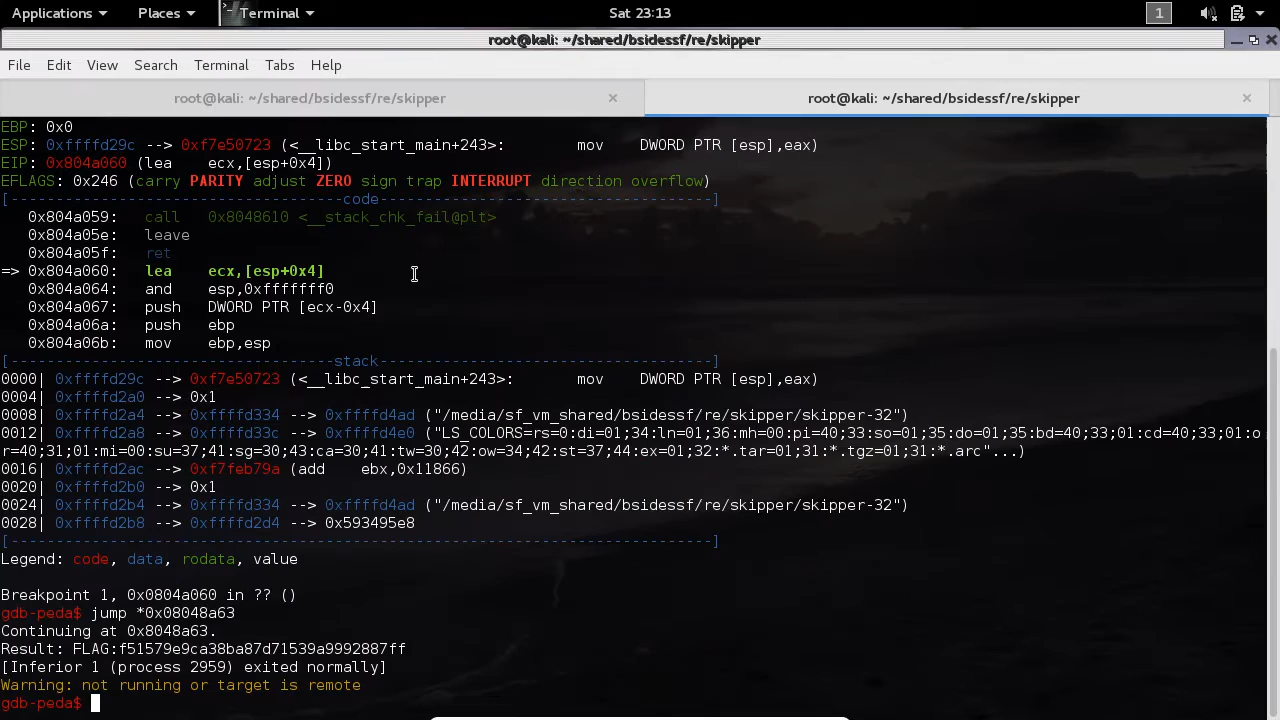 Applications Places Terminal Sat 23:13 1
root@kali: ~/shared/bsidessf/re/skipper
File Edit View Search Terminal Tabs Help
root@kali: ~/shared/bsidessf/re/skipper × root@kali: ~/shared/bsidessf/re/skipper ×
EBP: 0x0
ESP: 0xffffd29c --> 0xf7e50723 (<__libc_start_main+243>: mov DWORD PTR [esp],eax)
EIP: 0x804a060 (lea ecx,[esp+0x4])
EFLAGS: 0x246 (carry PARITY adjust ZERO sign trap INTERRUPT direction overflow)
[-------------------------------------code-------------------------------------]
0x804a059: call 0x8048610 <__stack_chk_fail@plt>
0x804a05e: leave
0x804a05f: ret
=> 0x804a060: lea ecx,[esp+0x4]
0x804a064: and esp,0xfffffff0
0x804a067: push DWORD PTR [ecx-0x4]
0x804a06a: push ebp
0x804a06b: mov ebp,esp
[------------------------------------stack-------------------------------------]
0000| 0xffffd29c --> 0xf7e50723 (<__libc_start_main+243>: mov DWORD PTR [esp],eax)
0004| 0xffffd2a0 --> 0x1
0008| 0xffffd2a4 --> 0xffffd334 --> 0xffffd4ad ("/media/sf_vm_shared/bsidessf/re/skipper/skipper-32")
0012| 0xffffd2a8 --> 0xffffd33c --> 0xffffd4e0 ("LS_COLORS=rs=0:di=01;34:ln=01;36:mh=00:pi=40;33:so=01;35:do=01;35:bd=40;33;01:cd=40;33;01:o
r=40;31;01:mi=00:su=37;41:sg=30;43:ca=30;41:tw=30;42:ow=34;42:st=37;44:ex=01;32:*.tar=01;31:*.tgz=01;31:*.arc"...)
0016| 0xffffd2ac --> 0xf7feb79a (add ebx,0x11866)
0020| 0xffffd2b0 --> 0x1
0024| 0xffffd2b4 --> 0xffffd334 --> 0xffffd4ad ("/media/sf_vm_shared/bsidessf/re/skipper/skipper-32")
0028| 0xffffd2b8 --> 0xffffd2d4 --> 0x593495e8
[------------------------------------------------------------------------------]
Legend: code, data, rodata, value
Breakpoint 1, 0x0804a060 in ?? ()
gdb-peda$ jump *0x08048a63
Continuing at 0x8048a63.
Result: FLAG:f51579e9ca38ba87d71539a9992887ff
[Inferior 1 (process 2959) exited normally]
Warning: not running or target is remote
gdb-peda$